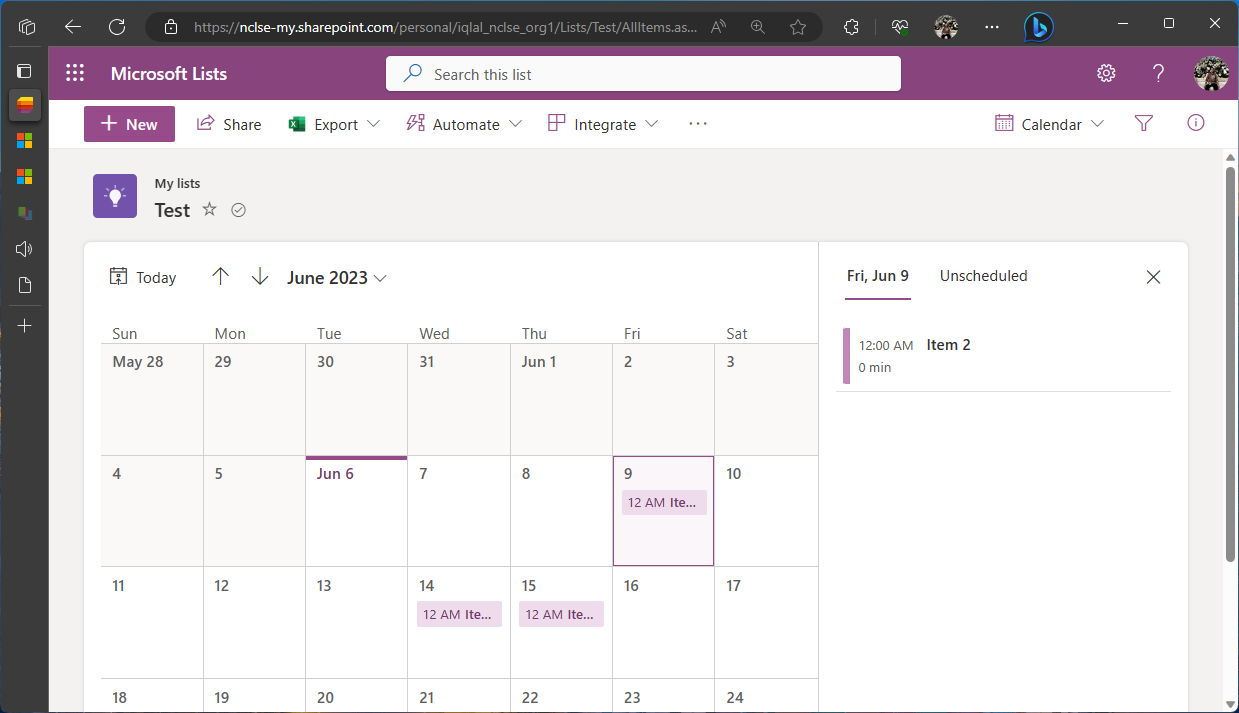 https://nclse-my.sharepoint.com/personal/iqlal_nclse_org1/Lists/Test/AllItems.as...
Microsoft Lists
Search this list
New Share Export Automate Integrate ··· Calendar
My lists
Test
Today June 2023
Fri, Jun 9 Unscheduled
Sun Mon Tue Wed Thu Fri Sat
12:00 AM Item 2
0 min
May 28 29 30 31 Jun 1 2 3
4 5 Jun 6 7 8 9 10
12 AM Ite...
11 12 13 14 15 16 17
12 AM Ite... 12 AM Ite...
18 19 20 21 22 23 24